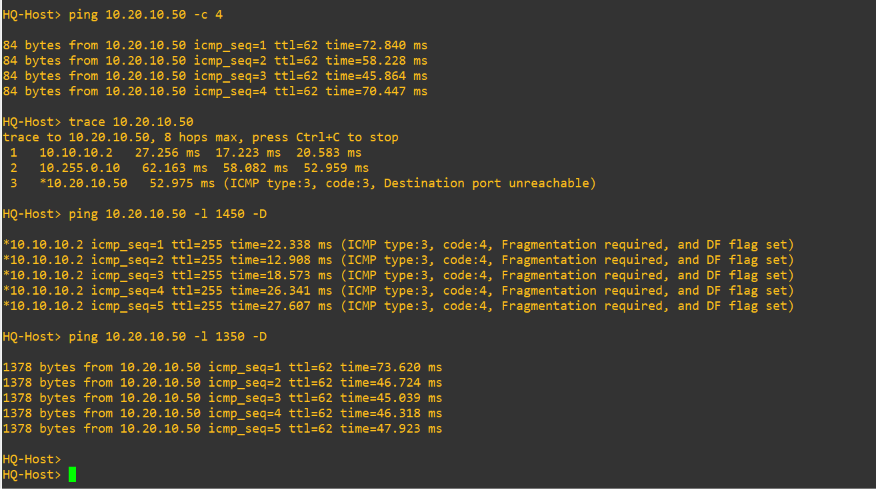 HQ-Host> ping 10.20.10.50 -c 4
84 bytes from 10.20.10.50 icmp_seq=1 ttl=62 time=72.840 ms
84 bytes from 10.20.10.50 icmp_seq=2 ttl=62 time=58.228 ms
84 bytes from 10.20.10.50 icmp_seq=3 ttl=62 time=45.864 ms
84 bytes from 10.20.10.50 icmp_seq=4 ttl=62 time=70.447 ms
HQ-Host> trace 10.20.10.50
trace to 10.20.10.50, 8 hops max, press Ctrl+C to stop
 1   10.10.10.2   27.256 ms  17.223 ms  20.583 ms
 2   10.255.0.10   62.163 ms  58.082 ms  52.959 ms
 3   *10.20.10.50   52.975 ms (ICMP type:3, code:3, Destination port unreachable)
HQ-Host> ping 10.20.10.50 -l 1450 -D
*10.10.10.2 icmp_seq=1 ttl=255 time=22.338 ms (ICMP type:3, code:4, Fragmentation required, and DF flag set)
*10.10.10.2 icmp_seq=2 ttl=255 time=12.908 ms (ICMP type:3, code:4, Fragmentation required, and DF flag set)
*10.10.10.2 icmp_seq=3 ttl=255 time=18.573 ms (ICMP type:3, code:4, Fragmentation required, and DF flag set)
*10.10.10.2 icmp_seq=4 ttl=255 time=26.341 ms (ICMP type:3, code:4, Fragmentation required, and DF flag set)
*10.10.10.2 icmp_seq=5 ttl=255 time=27.607 ms (ICMP type:3, code:4, Fragmentation required, and DF flag set)
HQ-Host> ping 10.20.10.50 -l 1350 -D
1378 bytes from 10.20.10.50 icmp_seq=1 ttl=62 time=73.620 ms
1378 bytes from 10.20.10.50 icmp_seq=2 ttl=62 time=46.724 ms
1378 bytes from 10.20.10.50 icmp_seq=3 ttl=62 time=45.039 ms
1378 bytes from 10.20.10.50 icmp_seq=4 ttl=62 time=46.318 ms
1378 bytes from 10.20.10.50 icmp_seq=5 ttl=62 time=47.923 ms
HQ-Host>
HQ-Host>